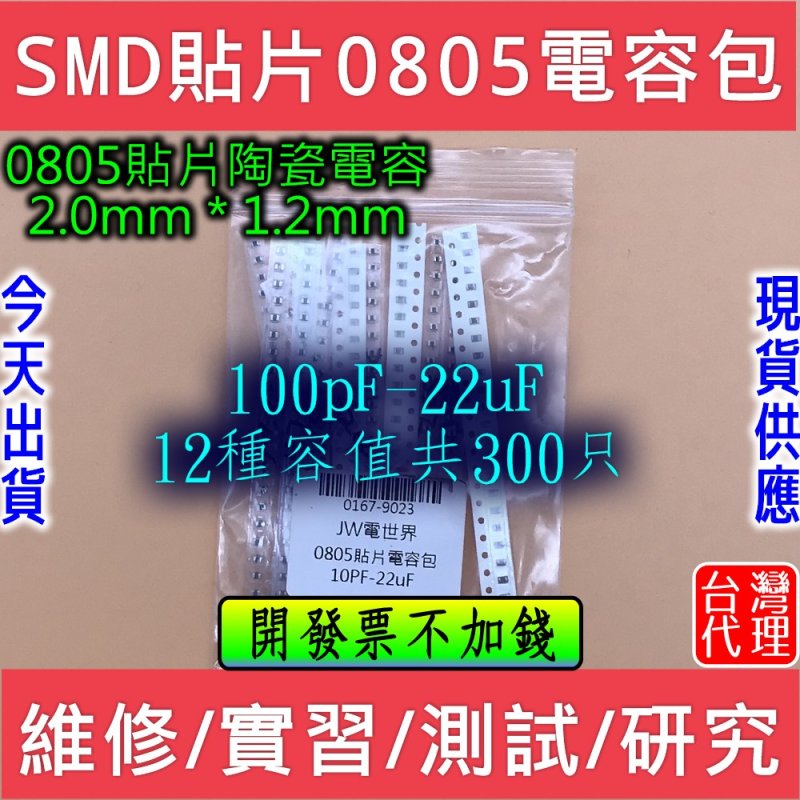 SMD貼片0805電容包
0805貼片陶瓷電容
2.0mm * 1.2mm
今天出貨
現貨供應
100pF-22uF
12種容值共300只
0167-9023
JW電世界
0805貼片電容包
10PF-22uF
開發票不加錢
台灣
代理
維修/實習/測試/研究